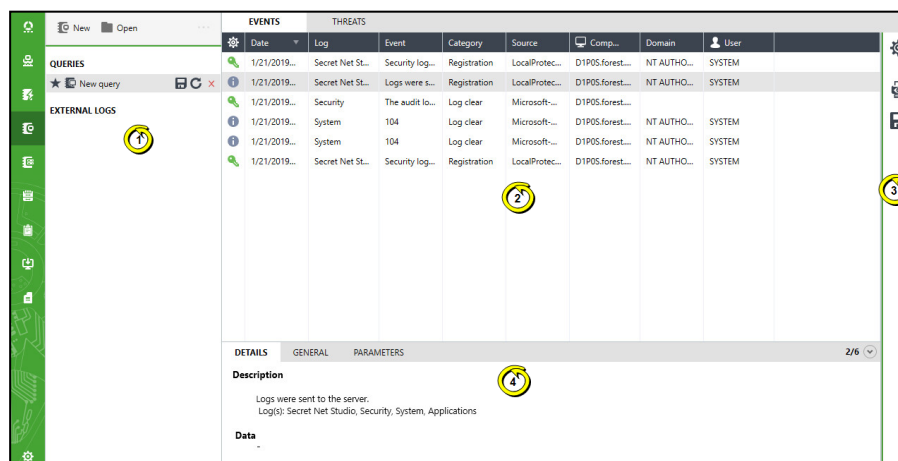 New Open ...
EVENTS THREATS
Date Log Event Category Source Comp... Domain User
QUERIES
New query
EXTERNAL LOGS
1/21/2019... Secret Net St... Security log... Registration LocalProtec... D1P0S.forest.... NT AUTHO... SYSTEM
1/21/2019... Secret Net St... Logs were s... Registration LocalProtec... D1P0S.forest.... NT AUTHO... SYSTEM
1/21/2019... Security The audit lo... Log clear Microsoft-... D1P0S.forest....
1/21/2019... System 104 Log clear Microsoft-... D1P0S.forest.... NT AUTHO... SYSTEM
1/21/2019... System 104 Log clear Microsoft-... D1P0S.forest.... NT AUTHO... SYSTEM
1/21/2019... Secret Net St... Security log... Registration LocalProtec... D1P0S.forest.... NT AUTHO... SYSTEM
1
2
3
DETAILS GENERAL PARAMETERS 2/6
Description
4
Logs were sent to the server.
Log(s): Secret Net Studio, Security, System, Applications
Data
-